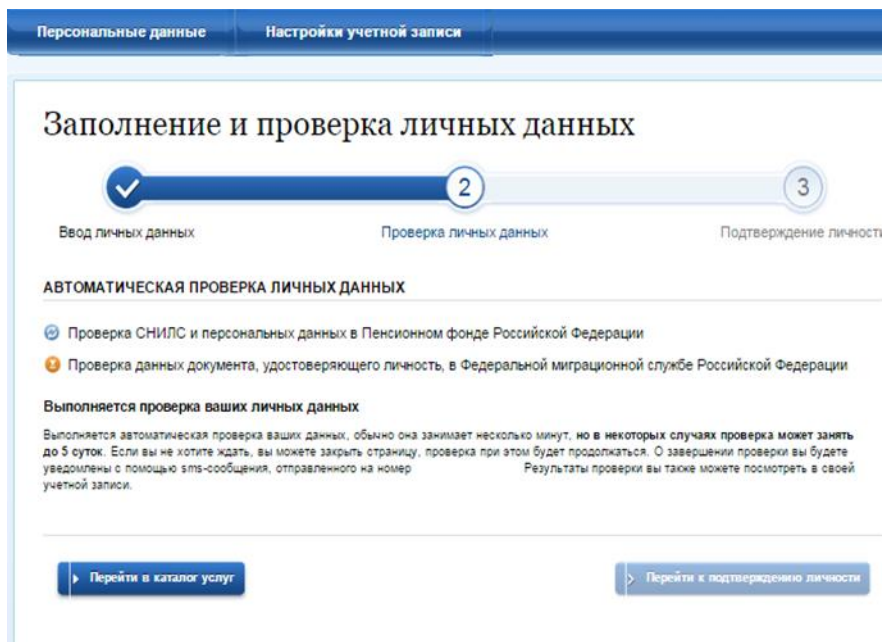 Персональные данные
Настройки учетной записи
Заполнение и проверка личных данных
2
3
Ввод личных данных
Проверка личных данных
Подтверждение личности
АВТОМАТИЧЕСКАЯ ПРОВЕРКА ЛИЧНЫХ ДАННЫХ
Проверка СНИЛС и персональных данных в Пенсионном фонде Российской Федерации
Проверка данных документа, удостоверяющего личность, в Федеральной миграционной службе Российской Федерации
Выполняется проверка ваших личных данных
Выполняется автоматическая проверка ваших данных, обычно она занимает несколько минут, но в некоторых случаях проверка может занять
до 5 суток. Если вы не хотите ждать, вы можете закрыть страницу, проверка при этом будет продолжаться. О завершении проверки вы будете
уведомлены с помощью sms-сообщения, отправленного на номер Результаты проверки вы также можете посмотреть в своей
учетной записи.
Перейти в каталог услуг
Перейти к подтверждению личности